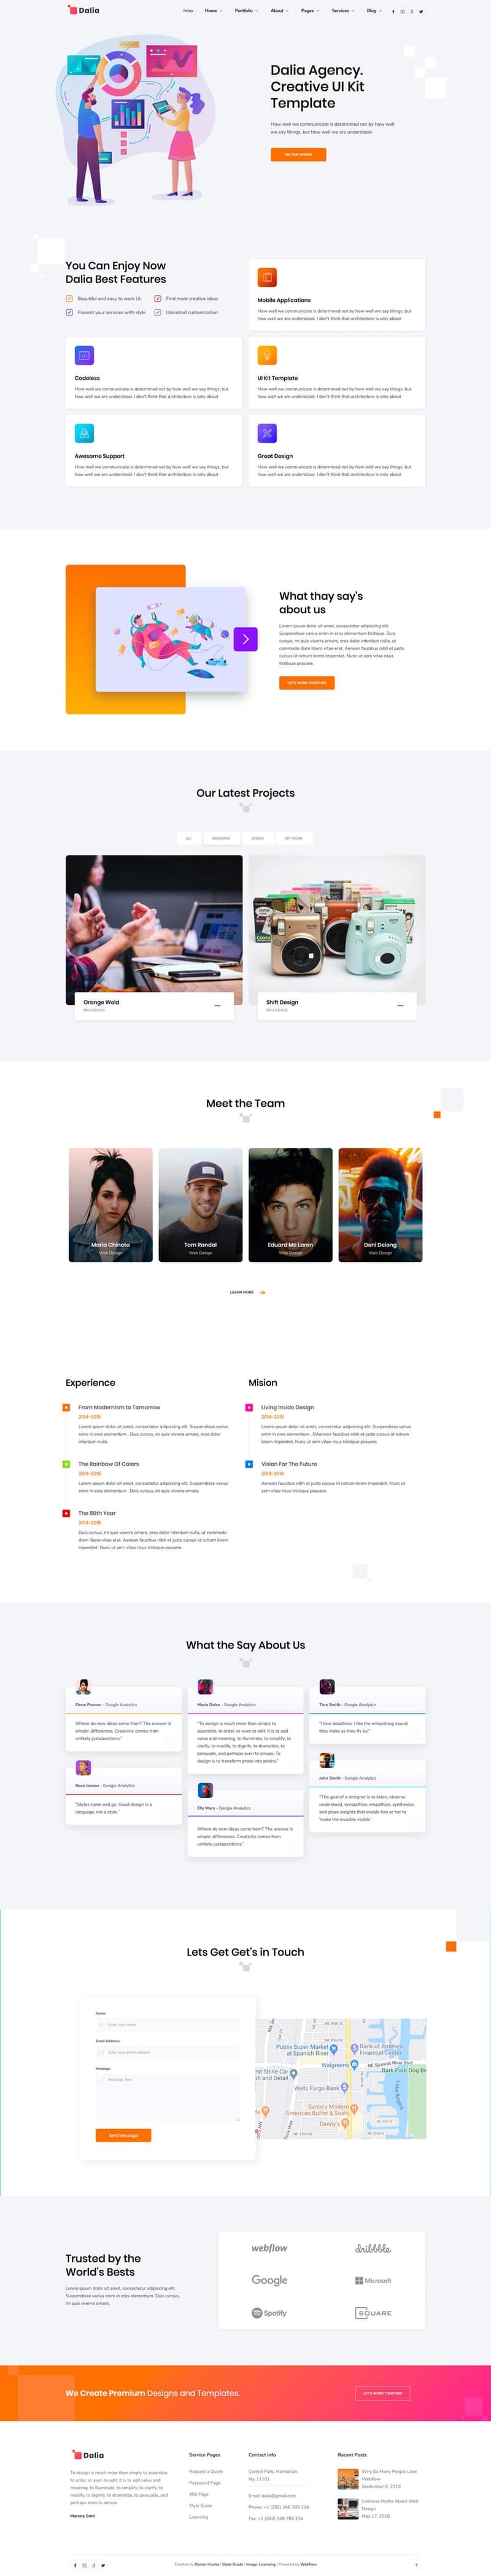 Dalia
Intro Home Portfolio About Pages Services Blog
Dalia Agency.
Creative UI Kit
Template
How well we communicate is determined not by how well
we say things, but how well we are understood.
SEE OUR WORKS
You Can Enjoy Now
Dalia Best Features
Beautiful and easy to work UI. Find more creative ideas
Present your services with style Unlimited customization
Mobile Applications
How well we communicate is determined not by how well we say things, but
how well we are understood. I don't think that architecture is only about
Codeless
How well we communicate is determined not by how well we say things, but
how well we are understood. I don't think that architecture is only about
UI Kit Template
How well we communicate is determined not by how well we say things, but
how well we are understood. I don't think that architecture is only about
Awesome Support
How well we communicate is determined not by how well we say things, but
how well we are understood. I don't think that architecture is only about
Great Design
How well we communicate is determined not by how well we say things, but
how well we are understood. I don't think that architecture is only about
What thay say's
about us
Lorem ipsum dolor sit amet, consectetur adipiscing elit.
Suspendisse varius enim in eros elementum tristique. Duis
cursus, mi quis viverra ornare, eros dolor interdum nulla, ut
commodo diam libero vitae erat. Aenean faucibus nibh et justo
cursus id rutrum lorem imperdiet. Nunc ut sem vitae risus
tristique posuere.
LET'S WORK TOGETHER
Our Latest Projects
ALL BRANDING DESIGN ART WORK
Orange Wold
BRANDING
Shift Design
BRANDING
Meet the Team
Maria Chinota
Web Design
Tom Randal
Web Design
Eduard Mc Loren
Web Design
Deni Delong
Web Design
LEARN MORE
Experience
From Modernism to Tomorrow
2014-2015
Lorem ipsum dolor sit amet, consectetur adipiscing elit. Suspendisse varius
enim in eros elementum . Duis cursus, mi quis viverra ornare, eros dolor
interdum nulla.
The Rainbow Of Colors
2014-2015
Lorem ipsum dolor sit amet, consectetur adipiscing elit. Suspendisse varius
enim in eros elementum . Duis cursus, mi quis viverra ornare.
The 80th Year
2014-2015
Duis cursus, mi quis viverra ornare, eros dolor interdum nulla, ut commodo
diam libero vitae erat. Aenean faucibus nibh et justo cursus id rutrum lorem
imperdiet. Nunc ut sem vitae risus tristique posuere.
Mision
Living Inside Design
2014-2015
Lorem ipsum dolor sit amet, consectetur adipiscing elit. Suspendisse varius
enim in eros elementum . DAenean faucibus nibh et justo cursus id rutrum
lorem imperdiet. Nunc ut sem vitae risus tristique posuere.
Vision For The Future
2014-2015
Aenean faucibus nibh et justo cursus id rutrum lorem imperdiet. Nunc ut
sem vitae risus tristique posuere.
What the Say About Us
Elena Poonan - Google Analytics
Where do new ideas come from? The answer is
simple: differences. Creativity comes from
unlikely juxtapositions."
Nora Jensen - Google Analytics
"Styles come and go. Good design is a
language, not a style."
Maria Dolca - Google Analytics
"To design is much more than simply to
assemble, to order, or even to edit: it is to add
value and meaning, to illuminate, to simplify, to
clarify, to modify, to dignify, to dramatize, to
persuade, and perhaps even to amuse. To
design is to transform prose into poetry."
Elly Mara - Google Analytics
Where do new ideas come from? The answer is
simple: differences. Creativity comes from
unlikely juxtapositions."
Tina Smith - Google Analytics
"I love deadlines. I like the whooshing sound
they make as they fly by."
John Smith - Google Analytics
"The goal of a designer is to listen, observe,
understand, sympathize, empathize, synthesize,
and glean insights that enable him or her to
'make the invisible visible.'
Lets Get Get's in Touch
Name:
Enter your name
Email Address:
Enter your email address
Message:
Message Text
Sent Message
Publix Super Market
at Spanish River
Bank of America
Financial Center
Walgreens
NE Spanish River Blvd
Bark Park Dog Be
est Shine Car
sh and Detail
Wells Fargo Bank
Santo's Modern
American Buffet & Sushi
Denny's
Trusted by the
World's Bests
Lorem ipsum dolor sit amet, consectetur adipiscing elit.
Suspendisse varius enim in eros elementum. Duis cursus,
mi quis viverra ornare.
webflow dribbble
Google Microsoft
Spotify SQUARE
We Create Premium Designs and Templates.
LET'S WORK TOGETHER
Dalia
To design is much more than simply to assemble,
to order, or even to edit: it is to add value and
meaning, to illuminate, to simplify, to clarify, to
modify, to dignify, to dramatize, to persuade, and
perhaps even to amuse.
Maryna Smit
Service Pages
Request a Quote
Password Page
404 Page
Style Guide
Licensing
Contact Info
Central Park, Manhattan,
Ny, 11101
Email: dalia@gmail.com
Recent Posts
Why So Many People Love
Webflow
Limitless Myths About Web
Design
May 17, 2018